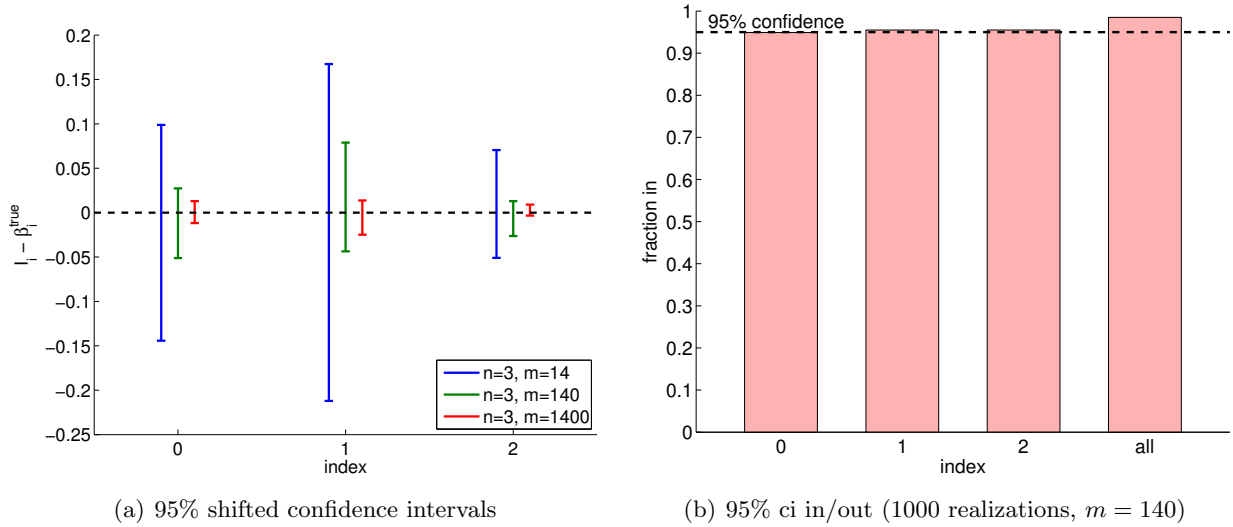 0.2
0.15
0.1
0.05
0
−0.05
−0.1
−0.15
−0.2
−0.25
I_i − β_i^true
0 1 2
index
n=3, m=14
n=3, m=140
n=3, m=1400
(a) 95% shifted confidence intervals
1
0.9
0.8
0.7
0.6
0.5
0.4
0.3
0.2
0.1
0
fraction in
95% confidence
0 1 2 all
index
(b) 95% ci in/out (1000 realizations, m = 140)